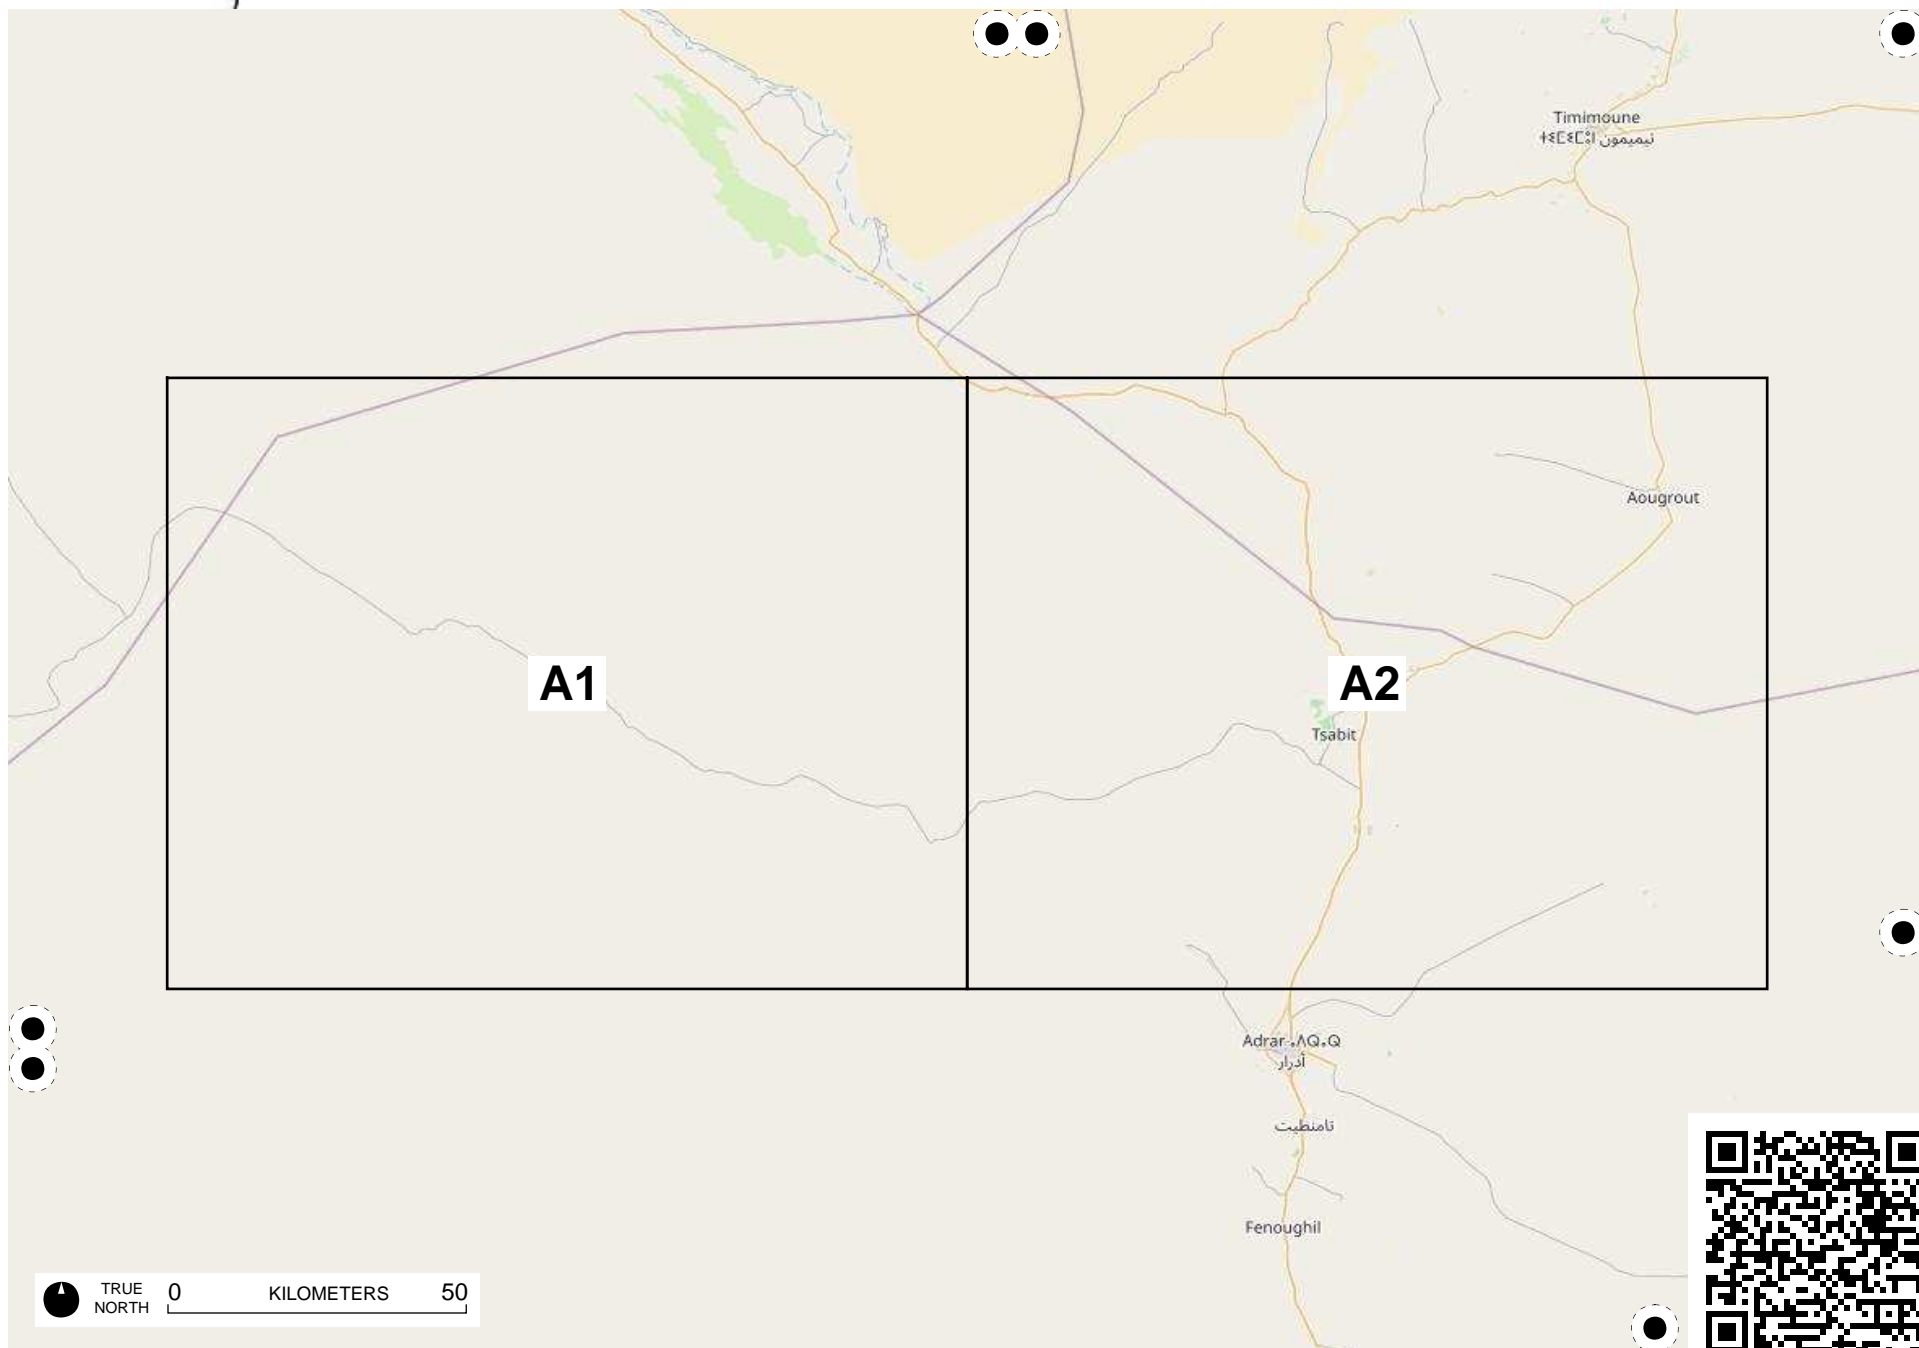 Timimoune
ⵜⵉⵎⵉⵎⵓⵏ تيميمون
Aougrout
A1
A2
Tsabit
Adrar ⴰⴷⵔⴰⵔ
أدرار
تامنطيت
Fenoughil
TRUE
NORTH
0 KILOMETERS 50